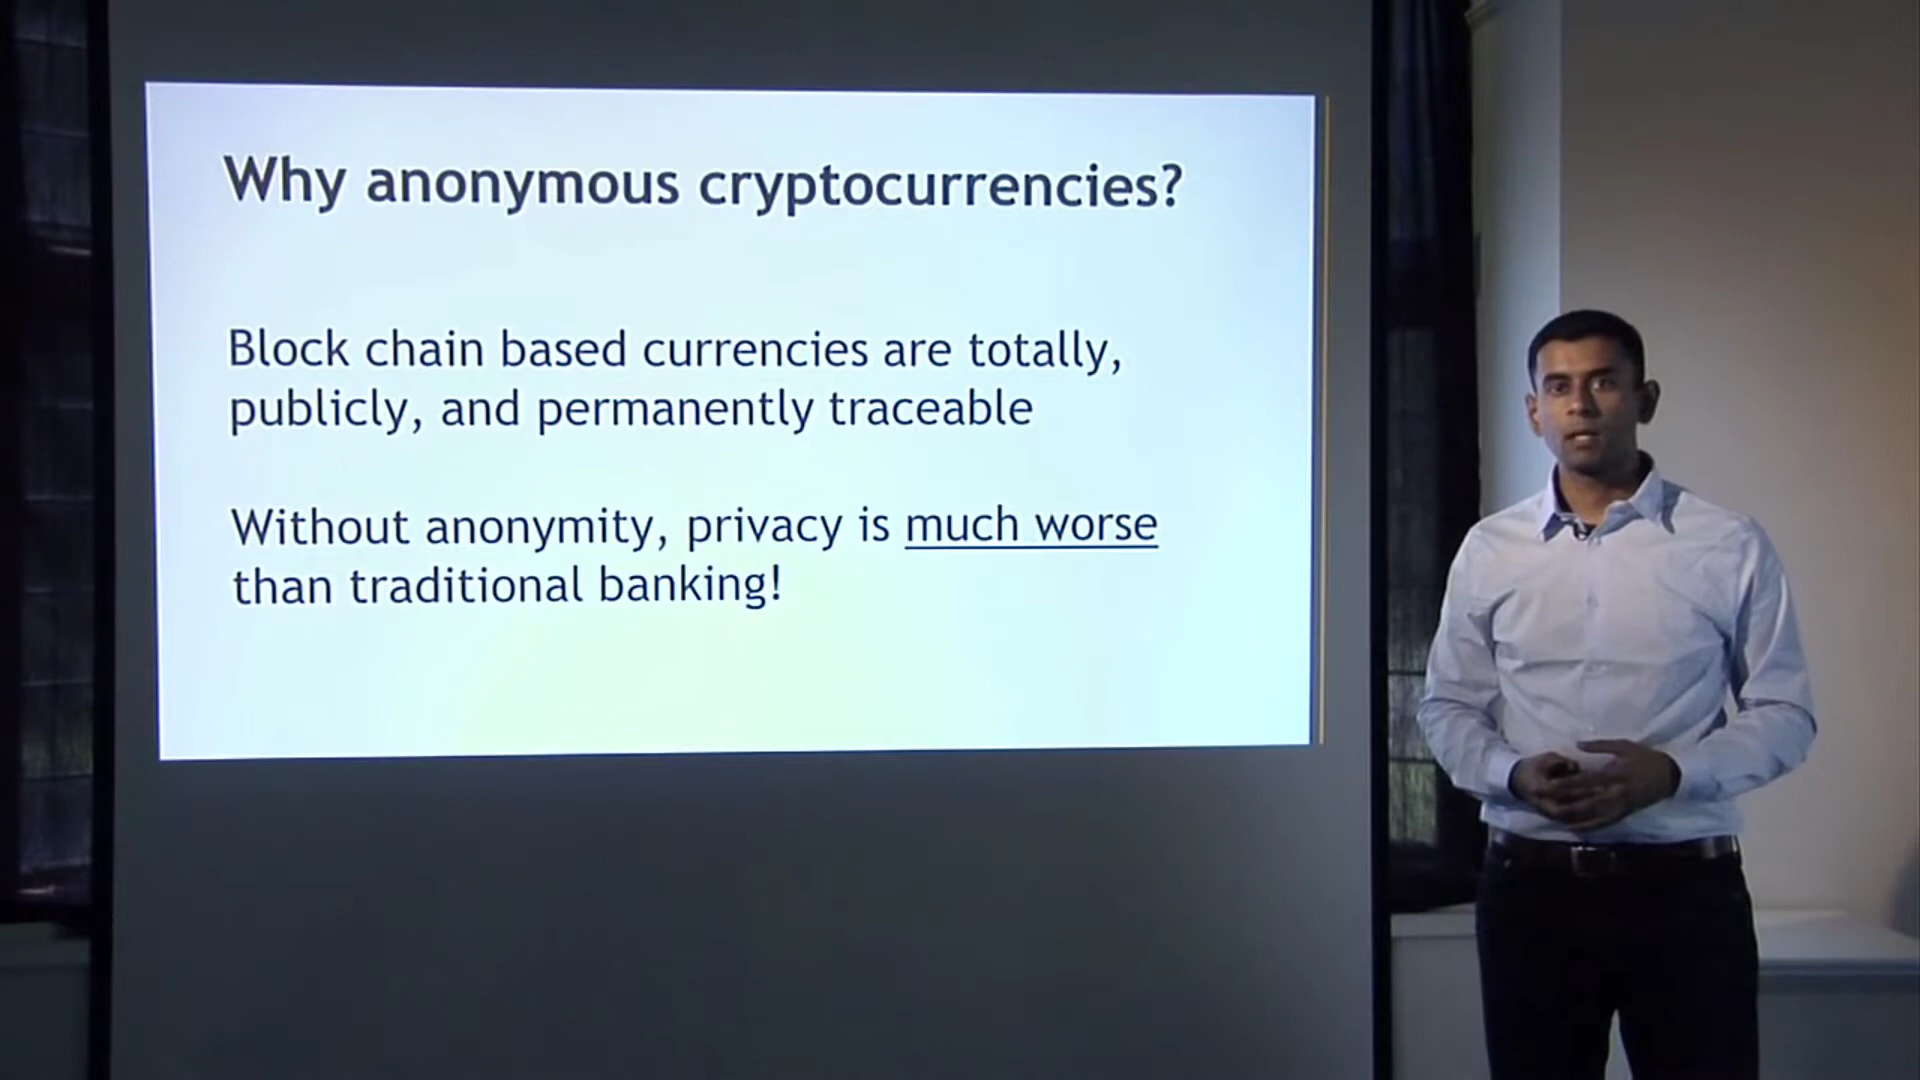 Why anonymous cryptocurrencies?
Block chain based currencies are totally,
publicly, and permanently traceable
Without anonymity, privacy is much worse
than traditional banking!